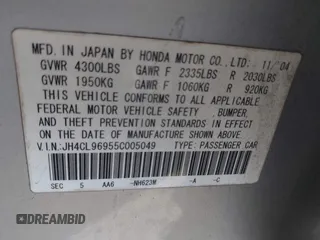 MFD. IN JAPAN BY HONDA MOTOR CO., LTD. 11/04
GVWR 4300LBS GAWR F 2335LBS R 2030LBS
GVWR 1950KG GAWR F 1060KG R 920KG
THIS VEHICLE CONFORMS TO ALL APPLICABLE
FEDERAL MOTOR VEHICLE SAFETY, BUMPER,
AND THEFT PREVENTION STANDARDS IN EFFECT
ON THE DATE OF MANUFACTURE SHOWN ABOVE.
V.I.N.:JH4CL96955C005049 TYPE: PASSENGER CAR
SEC 5 AA6 -NH623M -A -C
DREAMBID